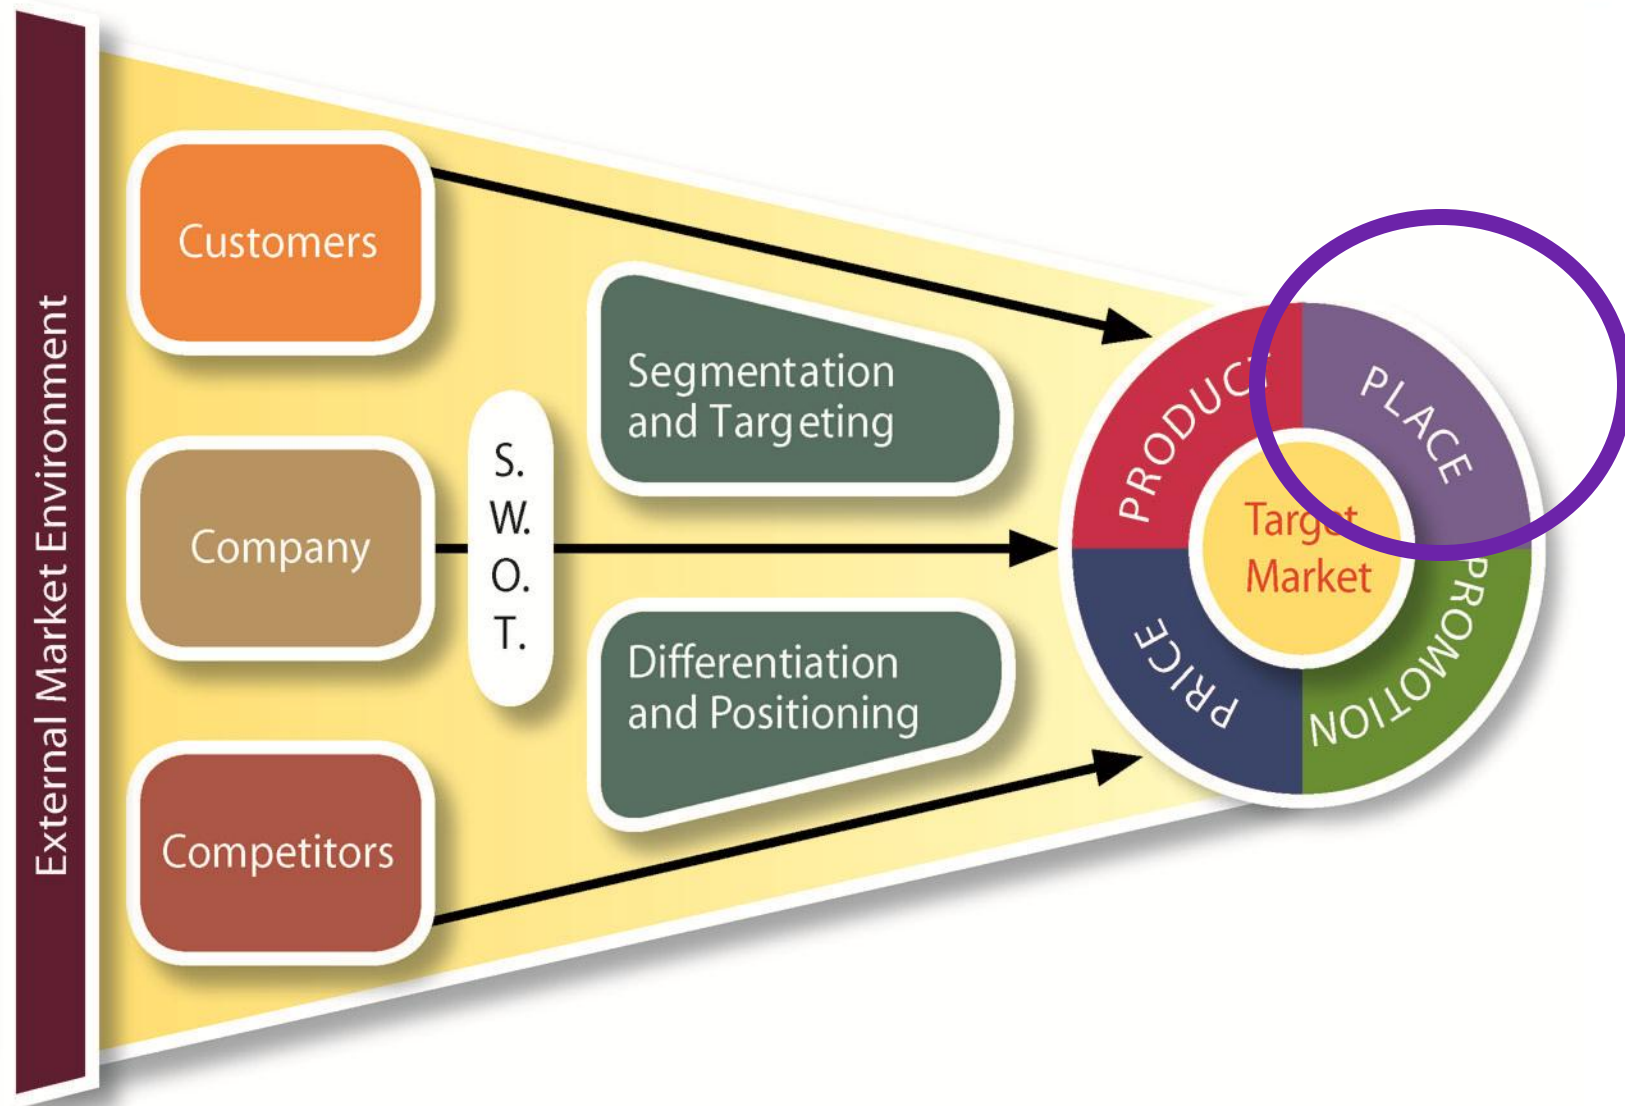 External Market Environment
Customers
Company
Competitors
S.
W.
O.
T.
Segmentation
and Targeting
Differentiation
and Positioning
PRODUCT
PLACE
PRICE
PROMOTION
Target
Market